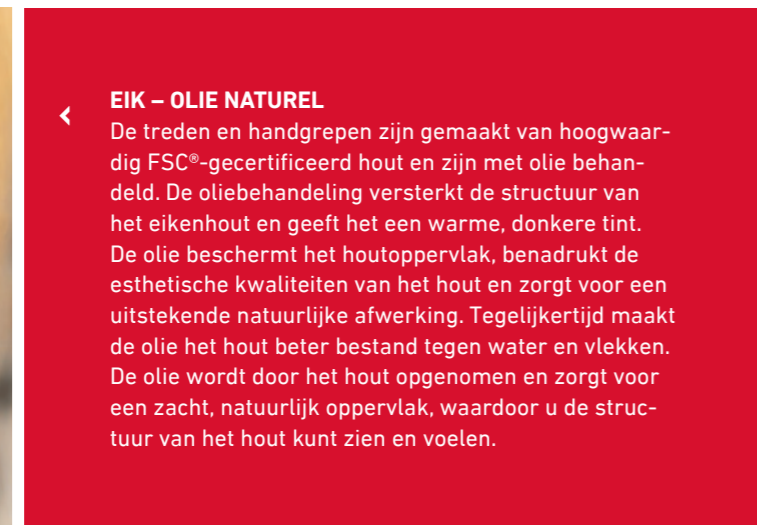 EIK – OLIE NATUREL
De treden en handgrepen zijn gemaakt van hoogwaar-
dig FSC®-gecertificeerd hout en zijn met olie behan-
deld. De oliebehandeling versterkt de structuur van
het eikenhout en geeft het een warme, donkere tint.
De olie beschermt het houtoppervlak, benadrukt de
esthetische kwaliteiten van het hout en zorgt voor een
uitstekende natuurlijke afwerking. Tegelijkertijd maakt
de olie het hout beter bestand tegen water en vlekken.
De olie wordt door het hout opgenomen en zorgt voor
een zacht, natuurlijk oppervlak, waardoor u de struc-
tuur van het hout kunt zien en voelen.